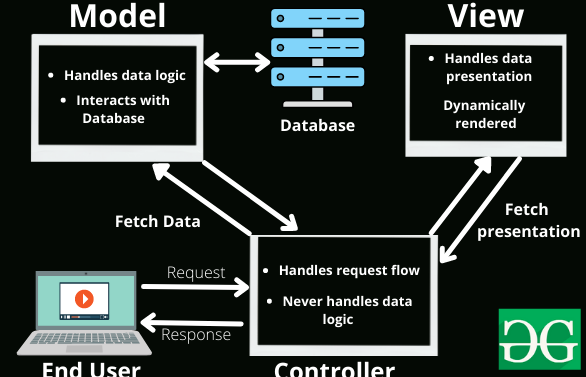 Model
View
• Handles data logic
• Interacts with
Database
Database
• Handles data
presentation
Dynamically
rendered
Fetch Data
Fetch
presentation
Request
Response
• Handles request flow
• Never handles data
logic
End User
Controller